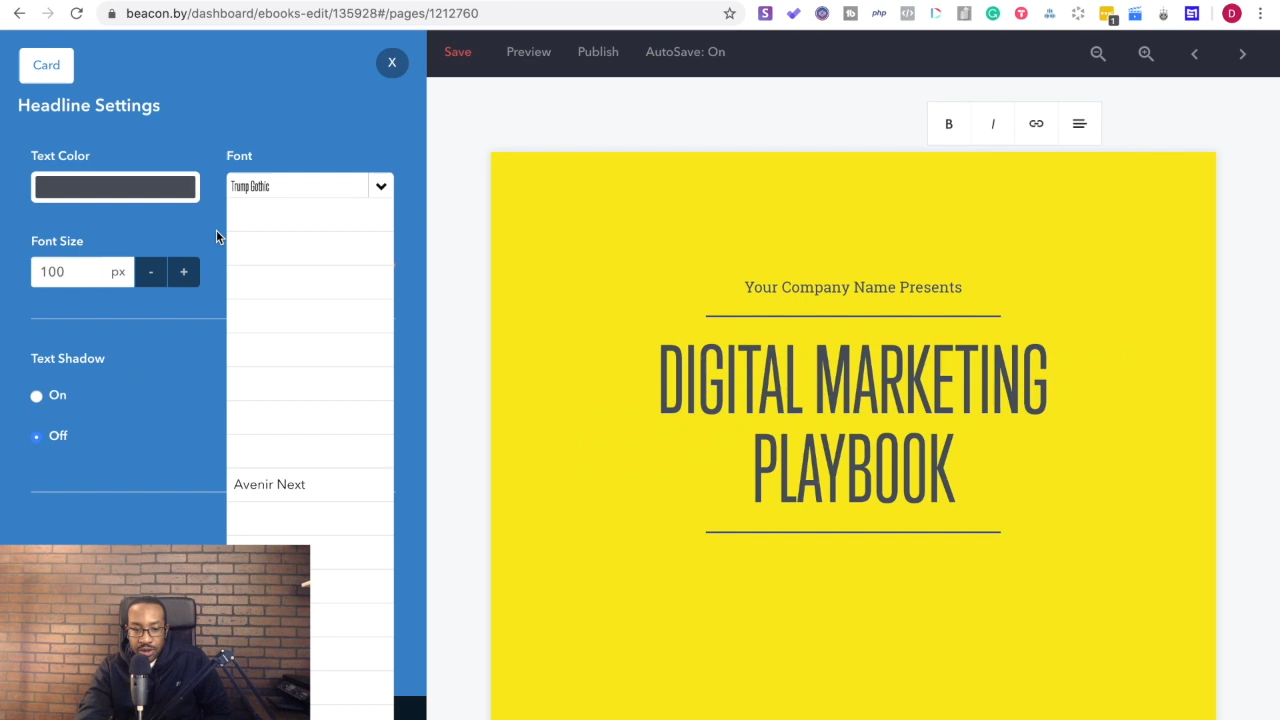 beacon.by/dashboard/ebooks-edit/135928#/pages/1212760
S
php
T
1
D
Card
X
Save
Preview
Publish
AutoSave: On
Headline Settings
B
I
Text Color
Font
Trump Gothic
Font Size
100
px
-
+
Your Company Name Presents
DIGITAL MARKETING
PLAYBOOK
Text Shadow
On
Off
Avenir Next